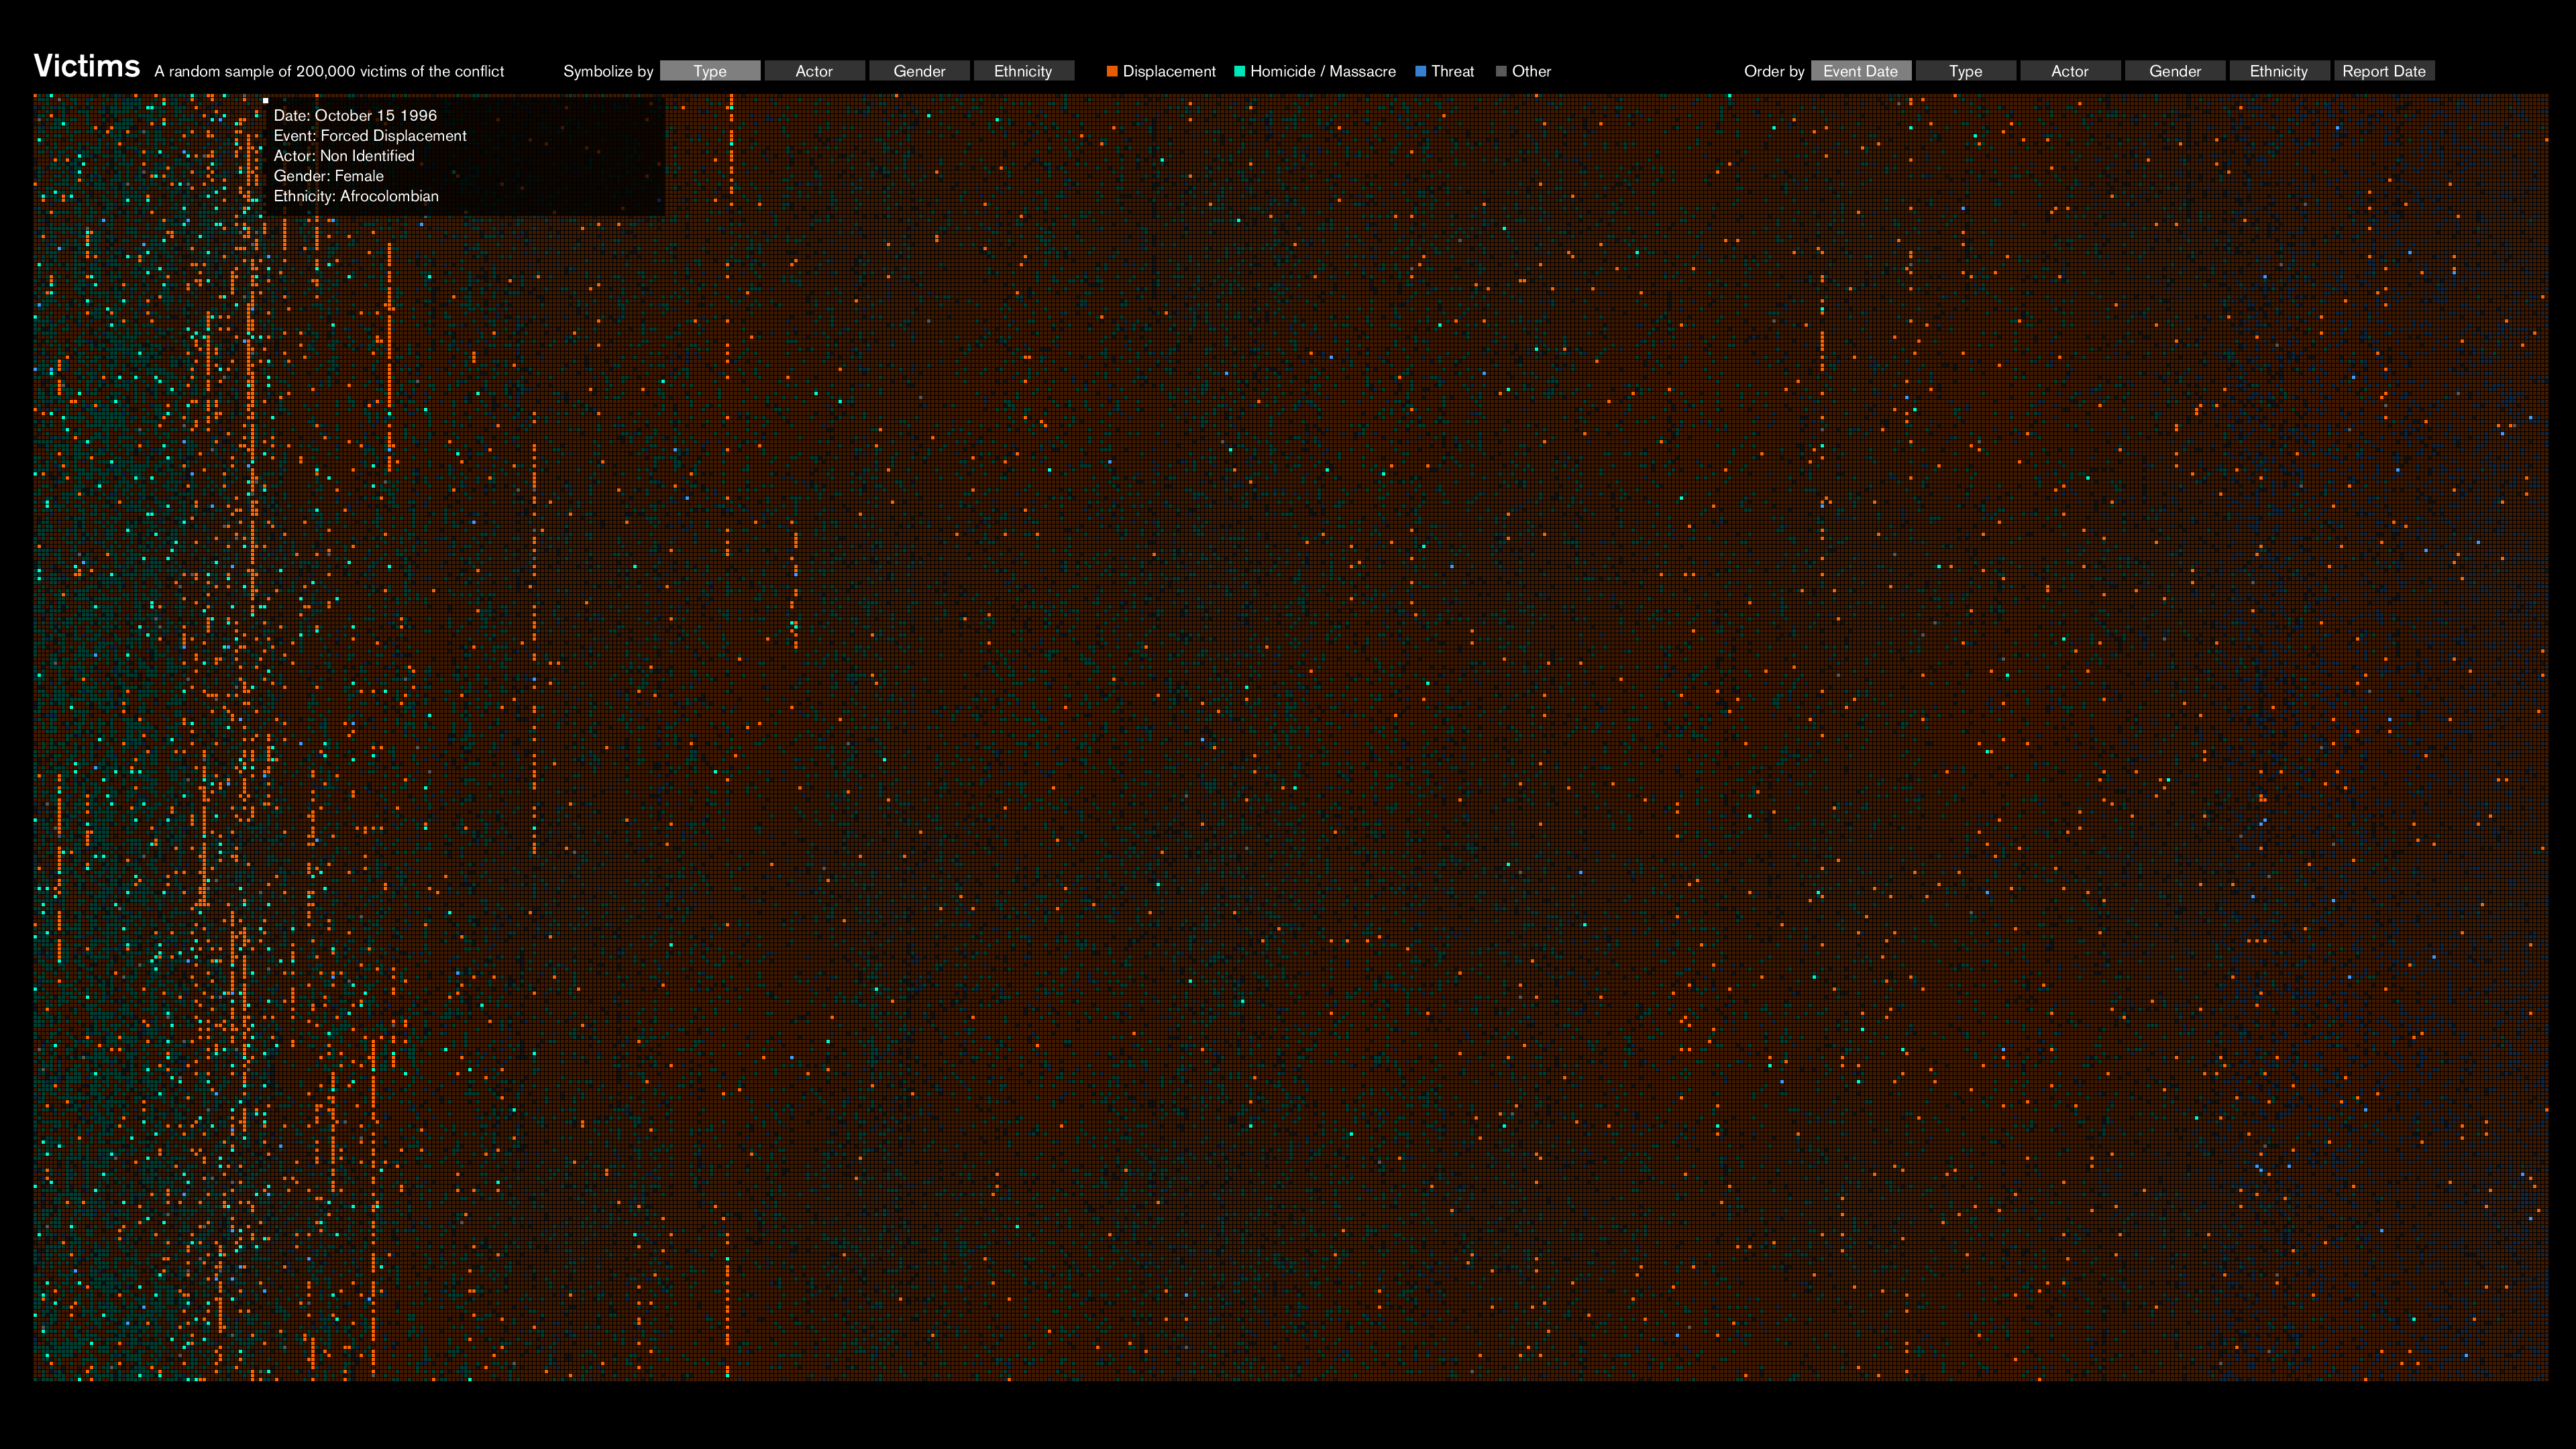 Victims A random sample of 200,000 victims of the conflict Symbolize by Type Actor Gender Ethnicity Displacement Homicide / Massacre Threat Other Order by Event Date Type Actor Gender Ethnicity Report Date
Date: October 15 1996
Event: Forced Displacement
Actor: Non Identified
Gender: Female
Ethnicity: Afrocolombian